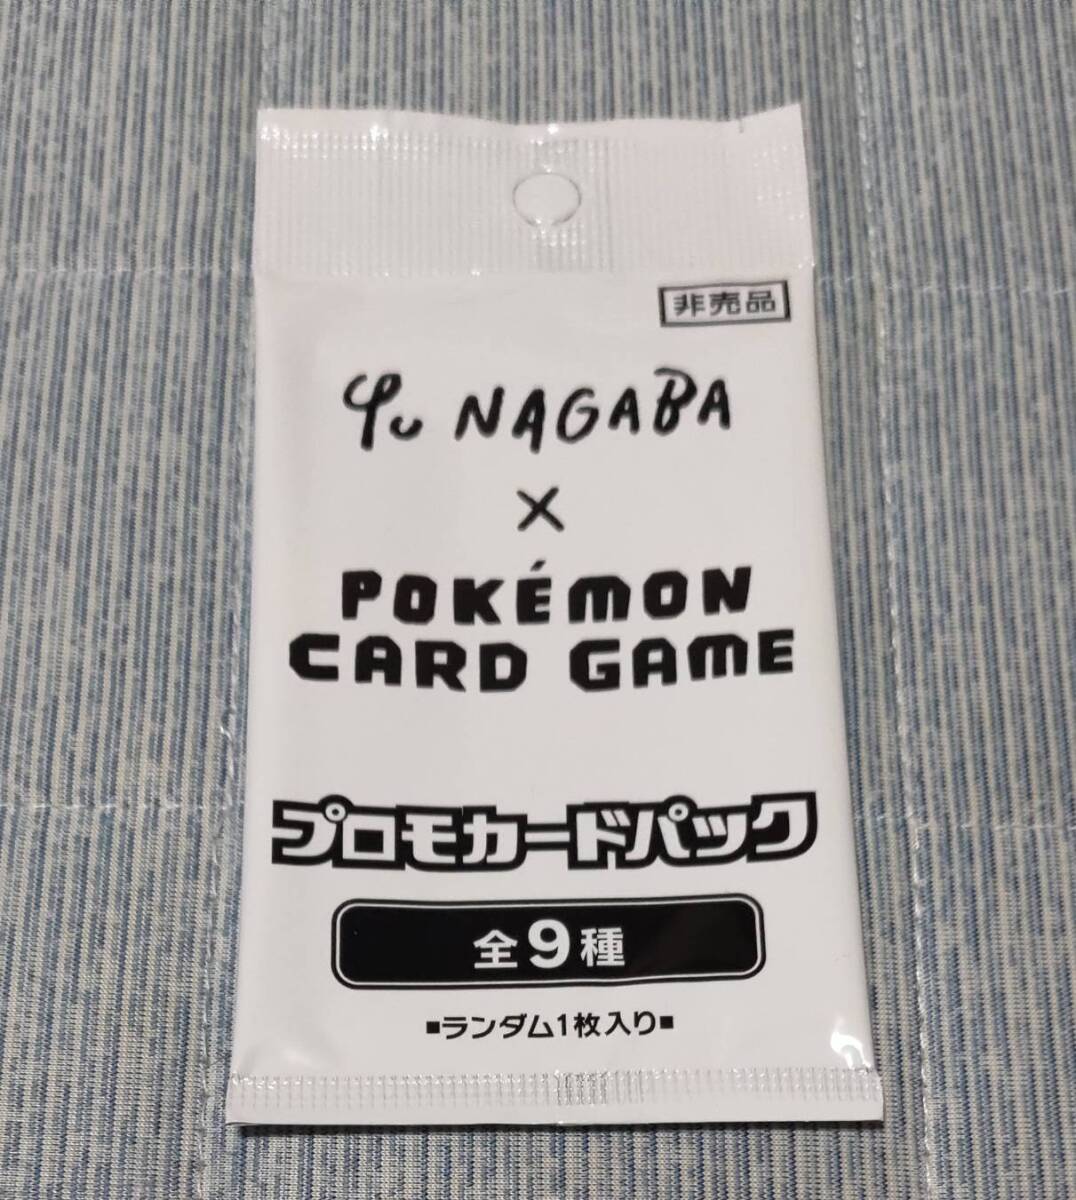 非売品
Yu NAGABA
×
POKÉMON
CARD GAME
プロモカードパック
全9種
■ランダム1枚入り■